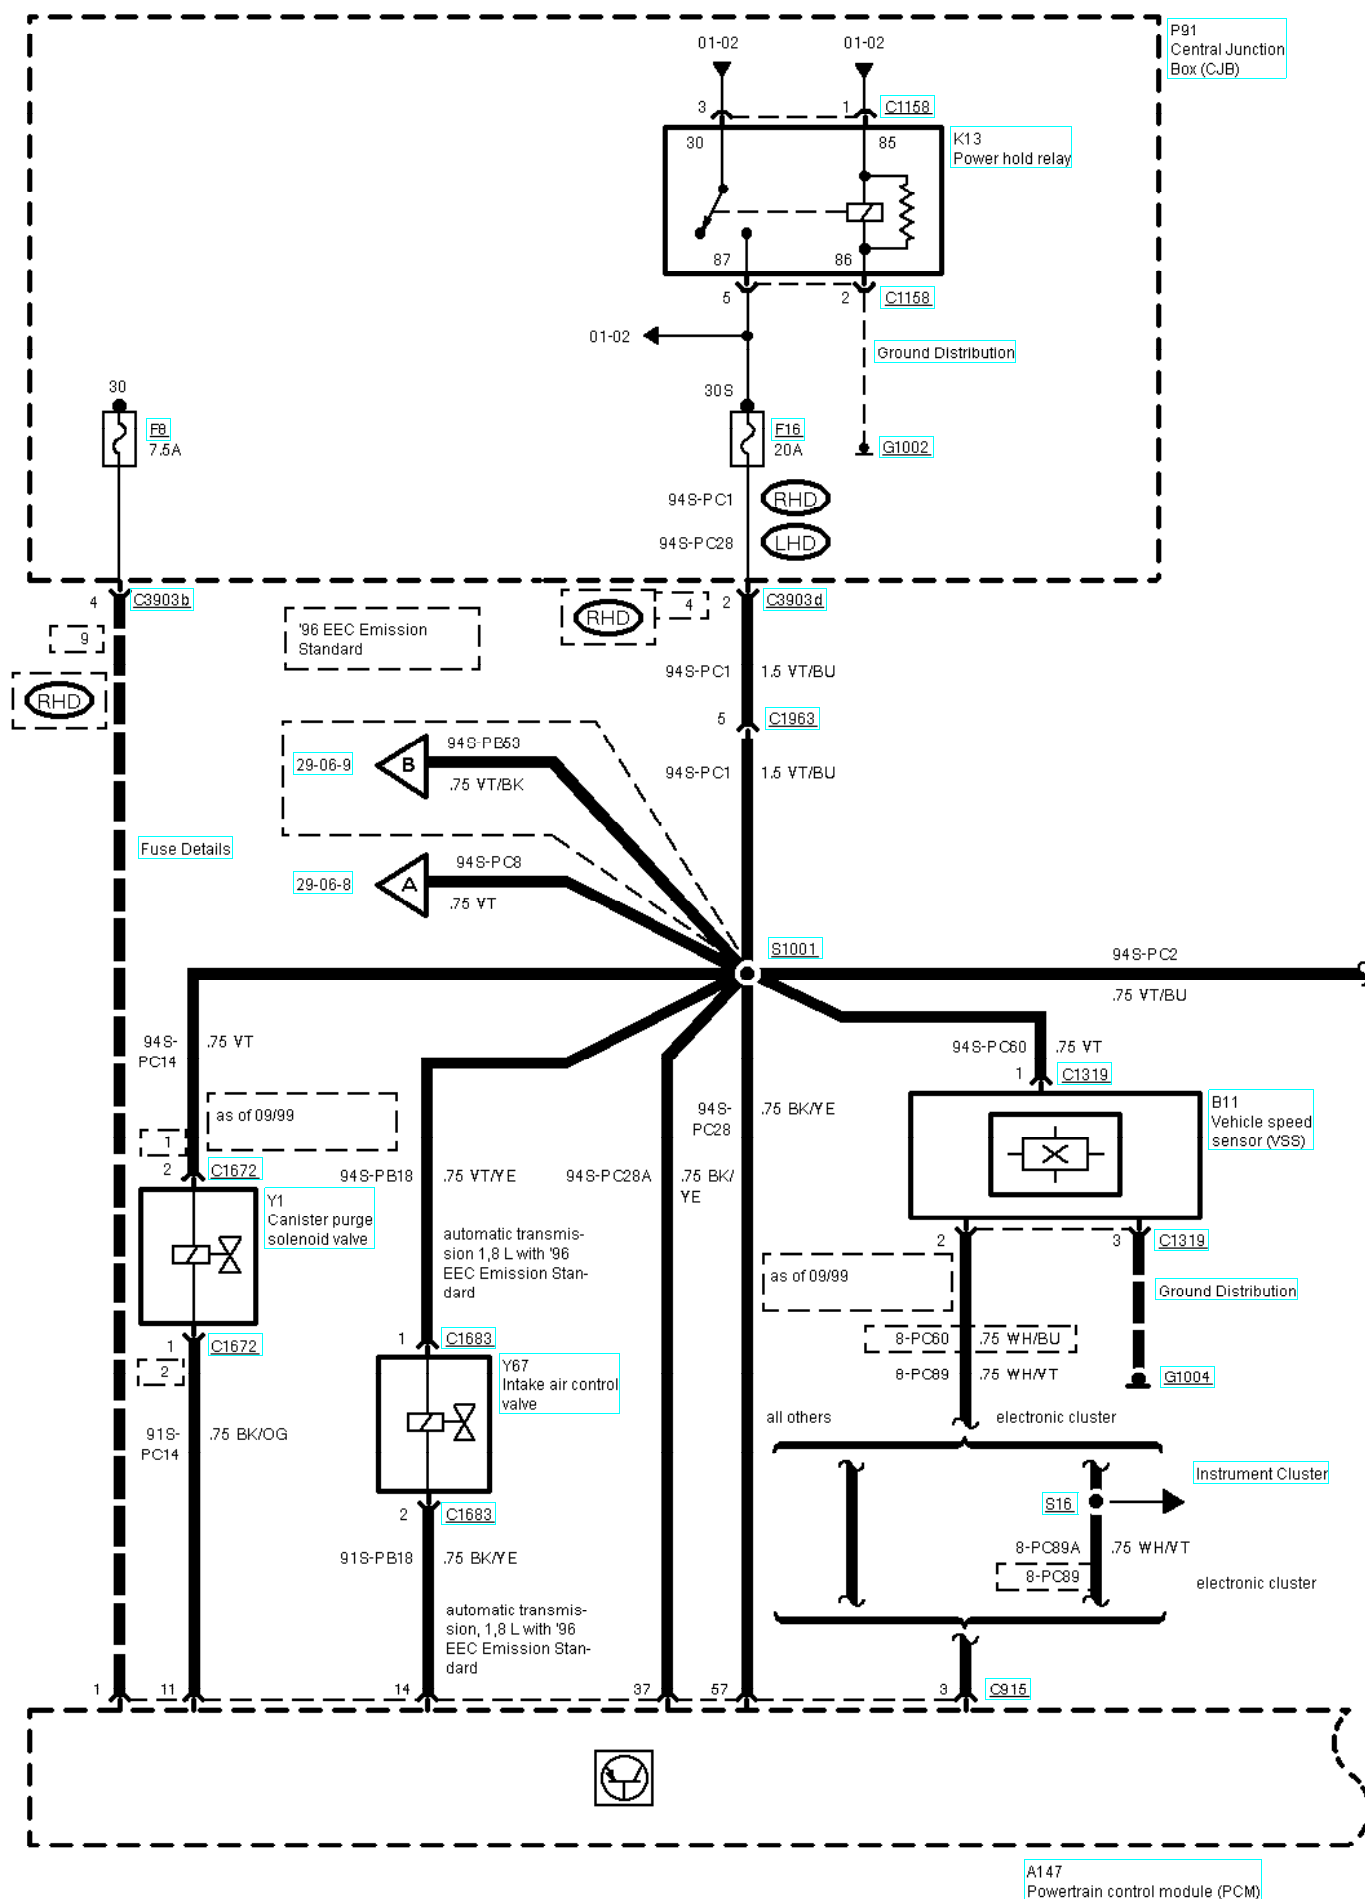 P91
Central Junction
Box (CJB)
01-02
01-02
3
1
C1158
30
85
K13
Power hold relay
87
86
5
2
C1158
01-02
Ground Distribution
30
30S
F8
7.5A
F16
20A
G1002
94S-PC1
RHD
94S-PC28
LHD
4
C3903b
RHD
4
2
C3903d
9
'96 EEC Emission
Standard
RHD
94S-PC1
1.5 VT/BU
5
C1963
29-06-9
B
94S-PB53
.75 VT/BK
94S-PC1
1.5 VT/BU
Fuse Details
29-06-8
A
94S-PC8
.75 VT
S1001
94S-PC2
.75 VT/BU
94S-
PC14
.75 VT
94S-PC60
.75 VT
1
C1319
as of 09/99
1
2
C1672
94S-PB18
.75 VT/YE
94S-PC28A
.75 BK/
YE
94S-
PC28
.75 BK/YE
B11
Vehicle speed
sensor (VSS)
Y1
Canister purge
solenoid valve
automatic transmis-
sion 1,8 L with '96
EEC Emission Stan-
dard
2
3
C1319
as of 09/99
Ground Distribution
1
C1672
2
1
C1683
8-PC60
.75 WH/BU
8-PC89
.75 WH/VT
G1004
Y67
Intake air control
valve
91S-
PC14
.75 BK/OG
all others
electronic cluster
Instrument Cluster
S16
2
C1683
91S-PB18
.75 BK/YE
8-PC89A
.75 WH/VT
8-PC89
electronic cluster
automatic transmis-
sion, 1,8 L with '96
EEC Emission Stan-
dard
1
11
14
37
57
3
C915
A147
Powertrain control module (PCM)